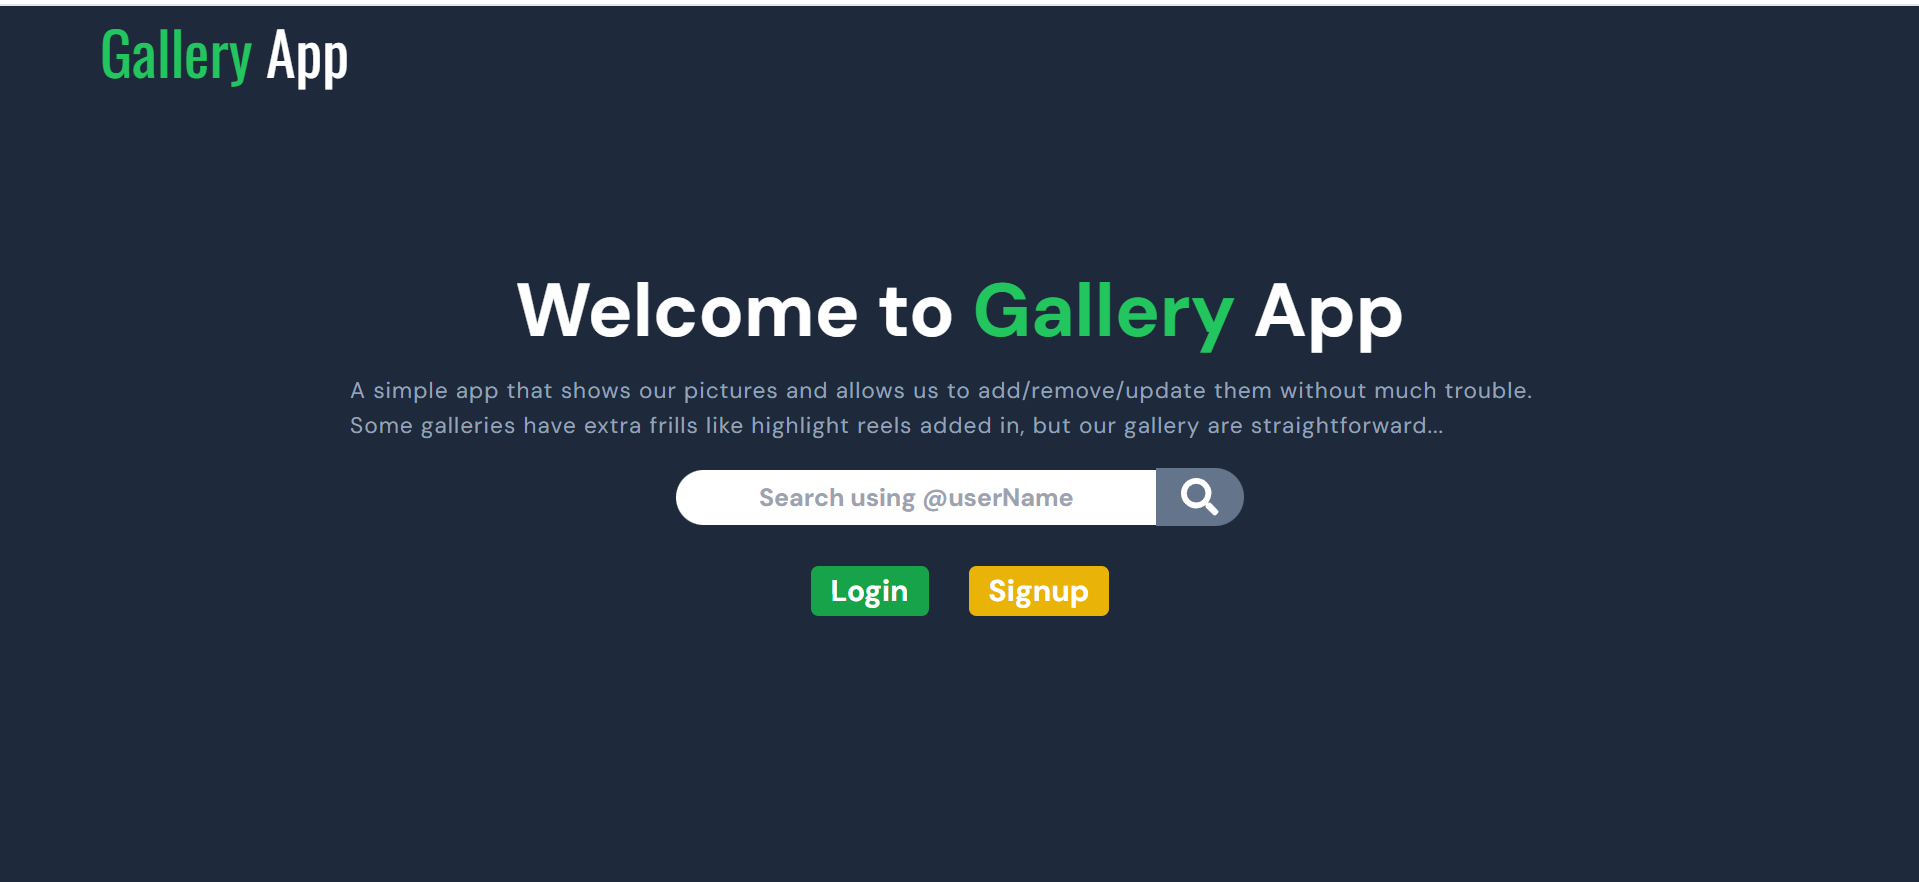 Gallery App
Welcome to Gallery App
A simple app that shows our pictures and allows us to add/remove/update them without much trouble.
Some galleries have extra frills like highlight reels added in, but our gallery are straightforward...
Search using @userName
Login Signup